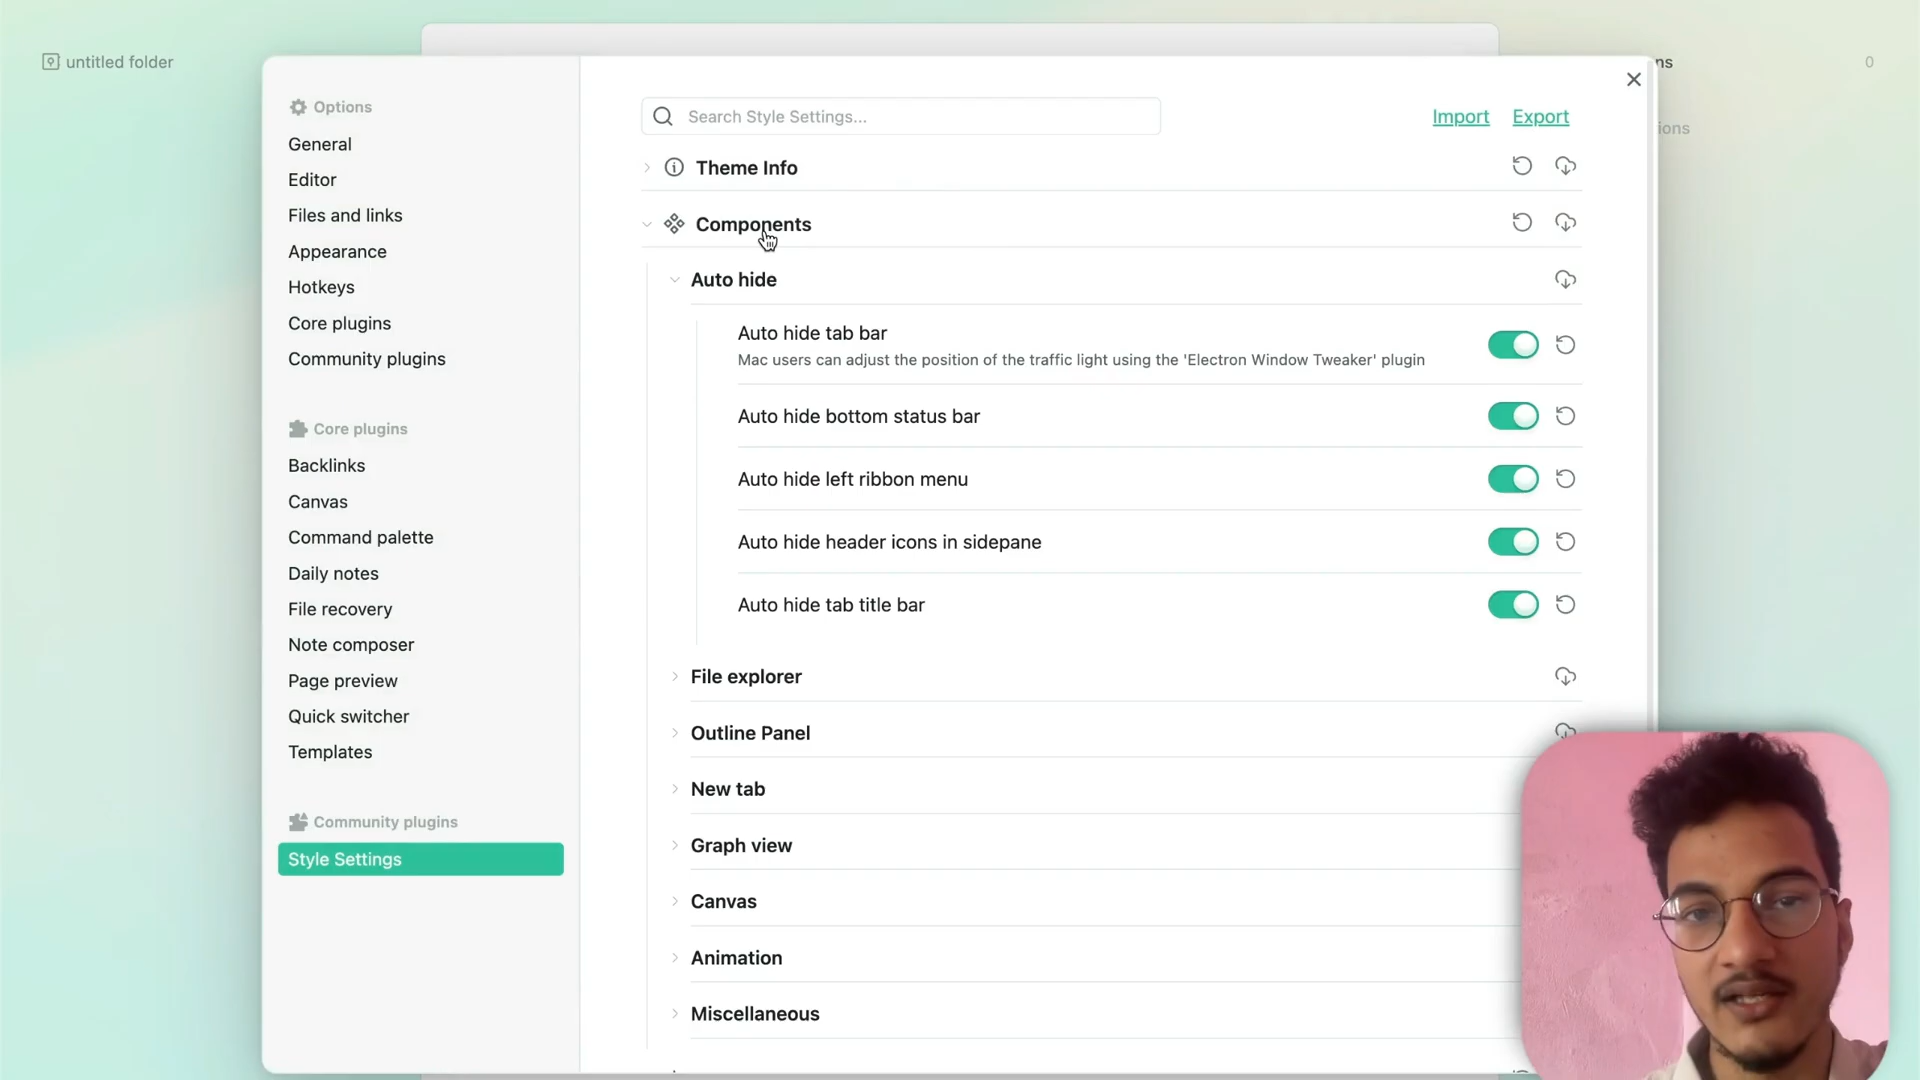 untitled folder
ns
0
ions
Options
General
Editor
Files and links
Appearance
Hotkeys
Core plugins
Community plugins
Core plugins
Backlinks
Canvas
Command palette
Daily notes
File recovery
Note composer
Page preview
Quick switcher
Templates
Community plugins
Style Settings
Search Style Settings...
Import
Export
Theme Info
Components
Auto hide
Auto hide tab bar
Mac users can adjust the position of the traffic light using the 'Electron Window Tweaker' plugin
Auto hide bottom status bar
Auto hide left ribbon menu
Auto hide header icons in sidepane
Auto hide tab title bar
File explorer
Outline Panel
New tab
Graph view
Canvas
Animation
Miscellaneous